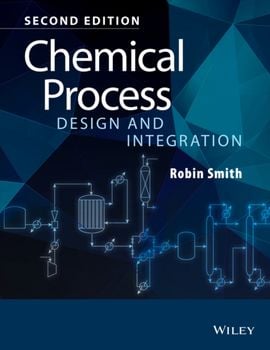 SECOND EDITION
Chemical
Process
DESIGN AND
INTEGRATION
Robin Smith
WILEY